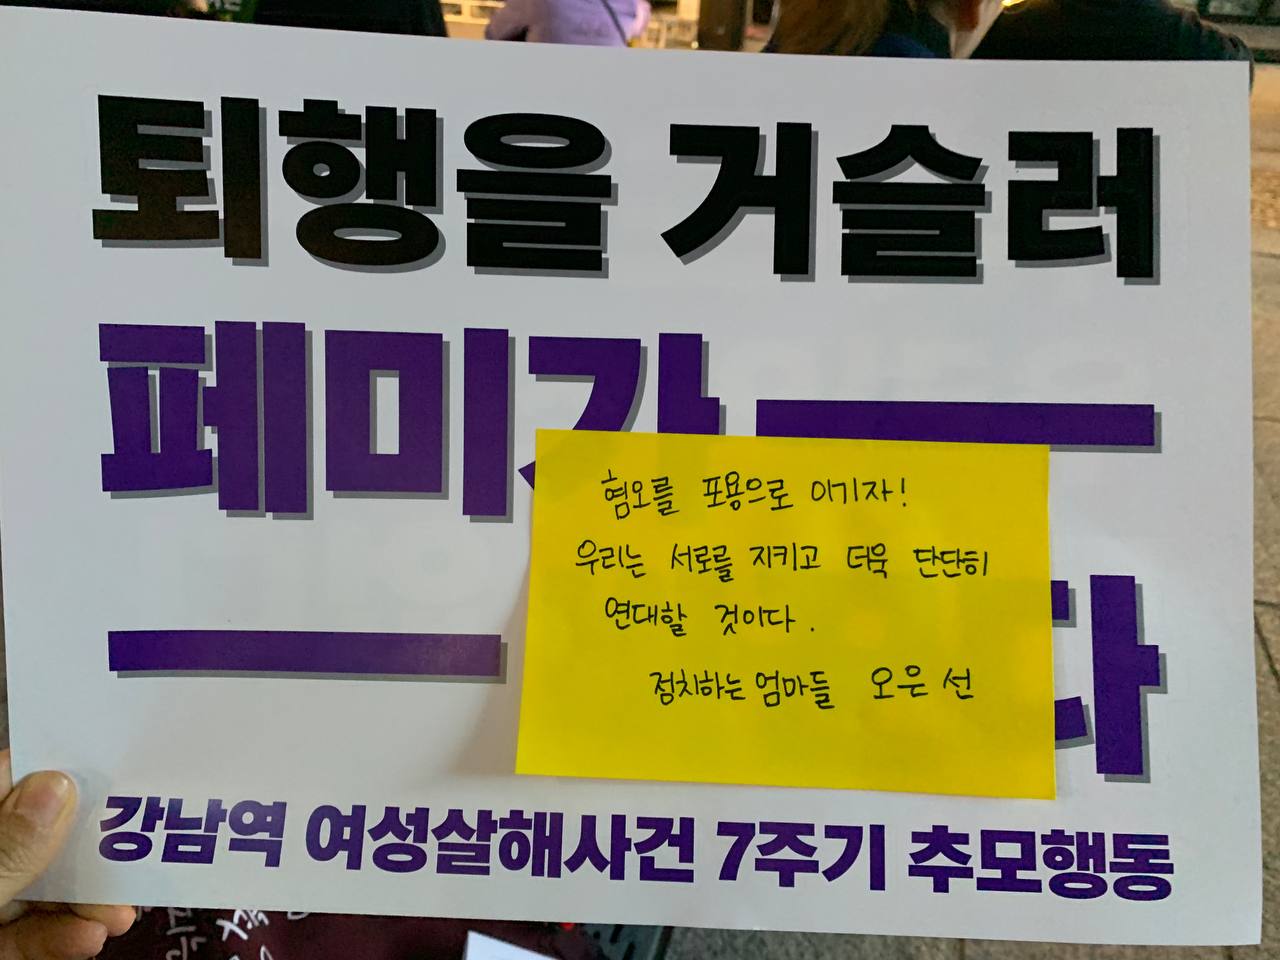 퇴행을 거슬러
페미가
혐오를 포용으로 이기자!
우리는 서로를 지키고 더욱 단단히
연대할 것이다.
정치하는엄마들 오은선
다
강남역 여성살해사건 7주기 추모행동